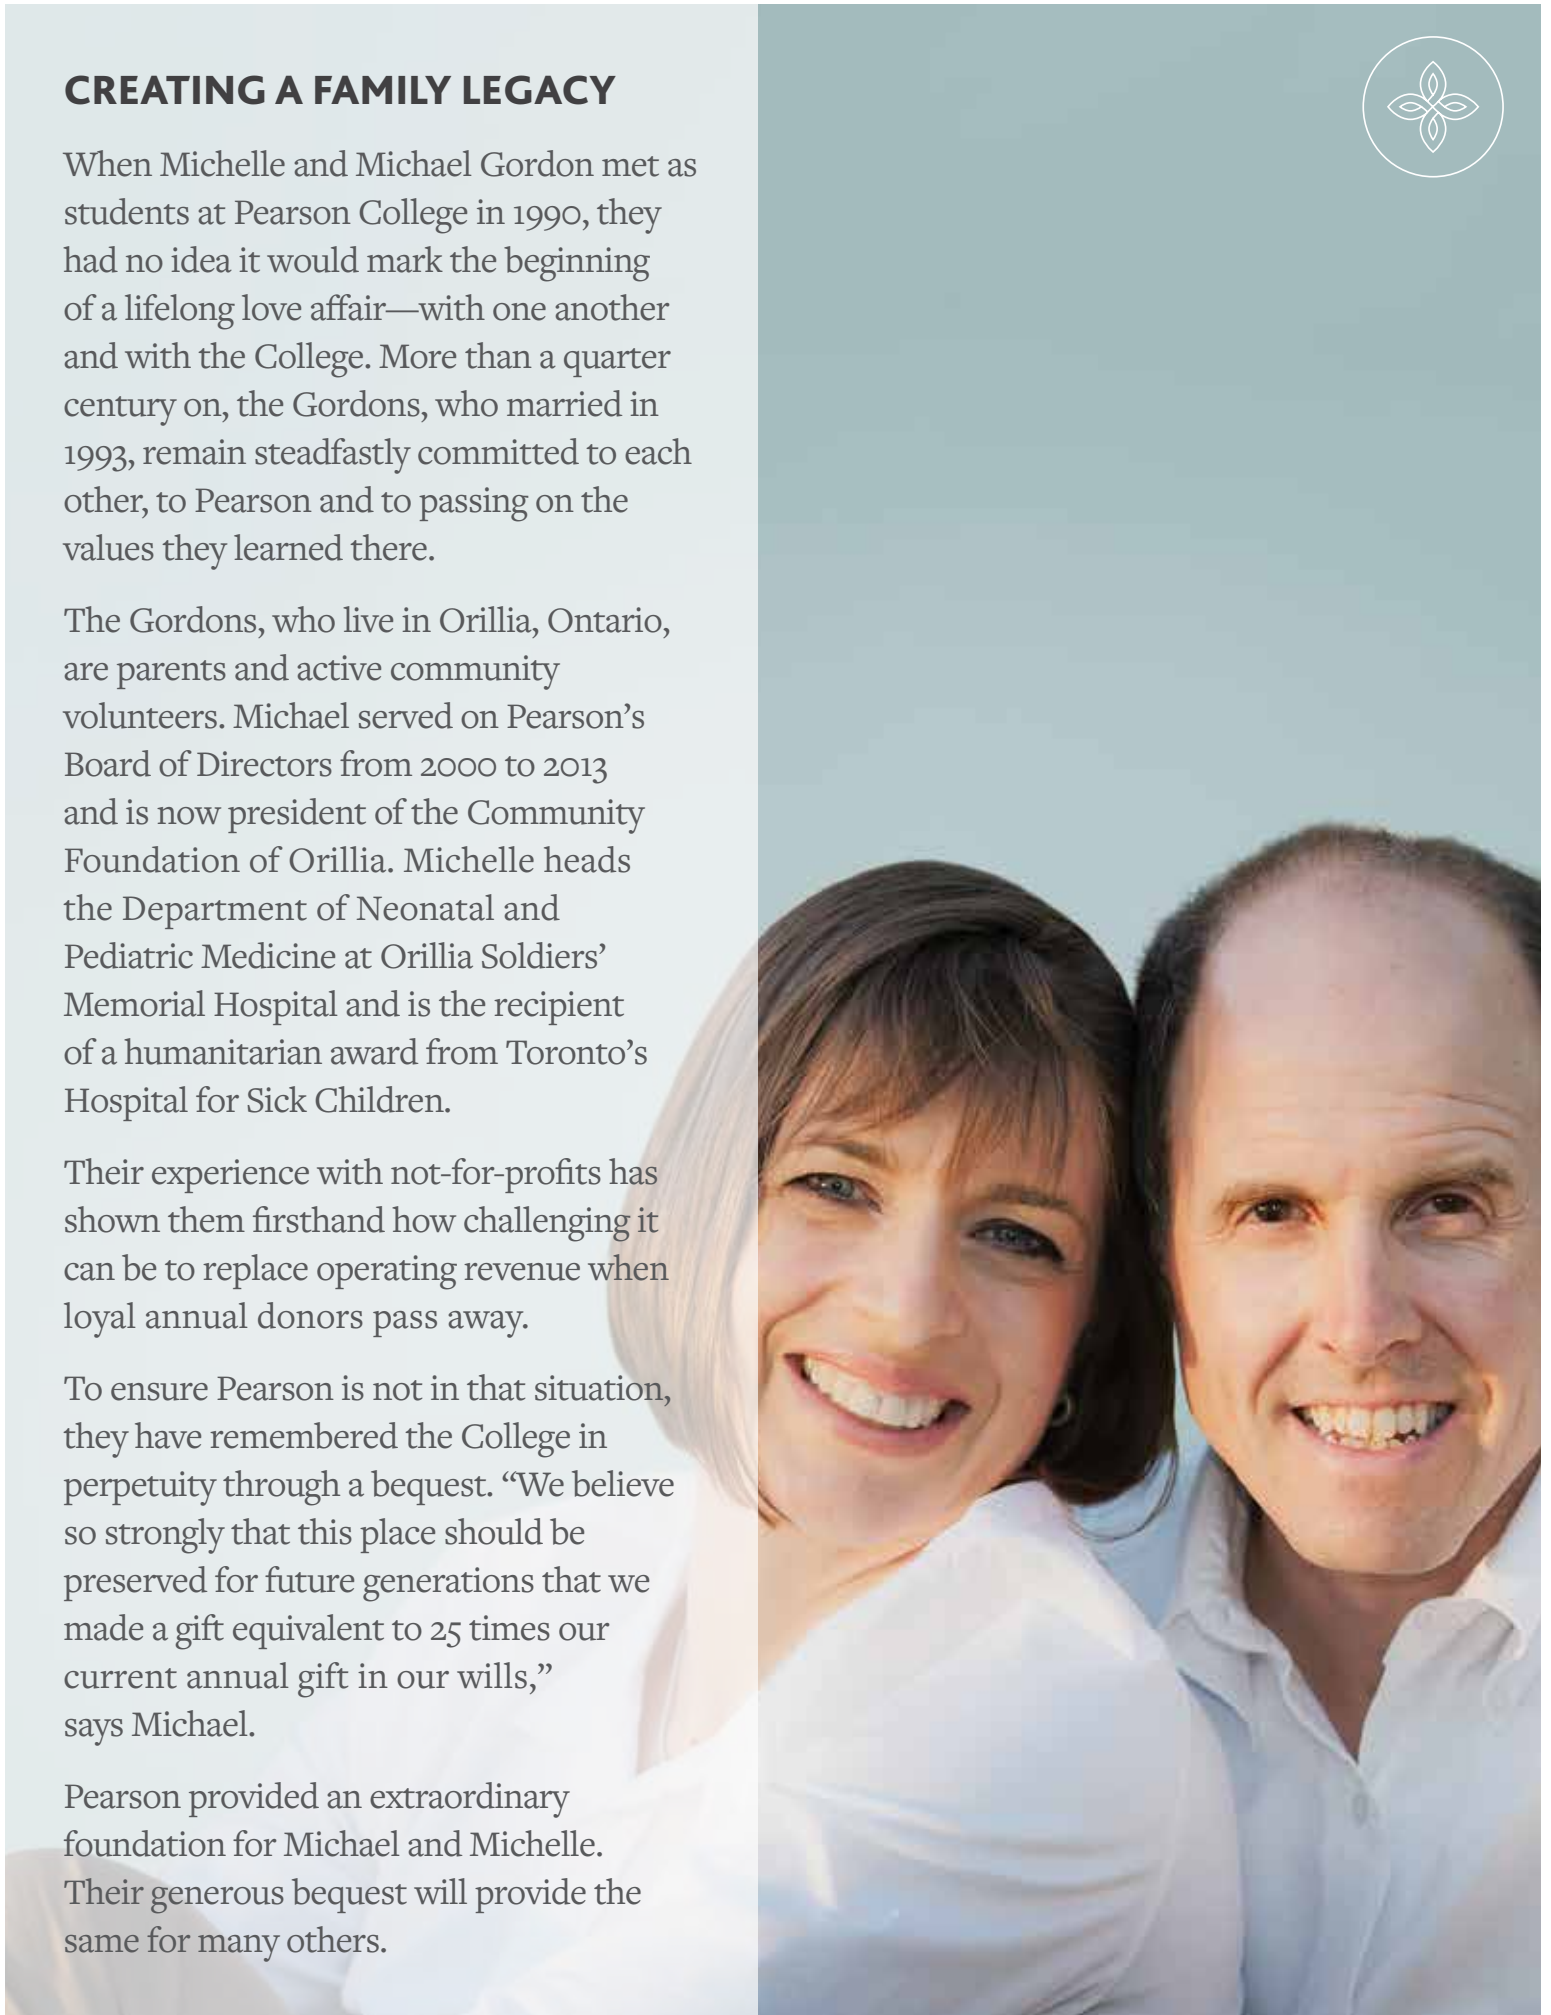 CREATING A FAMILY LEGACY
When Michelle and Michael Gordon met as
students at Pearson College in 1990, they
had no idea it would mark the beginning
of a lifelong love affair—with one another
and with the College. More than a quarter
century on, the Gordons, who married in
1993, remain steadfastly committed to each
other, to Pearson and to passing on the
values they learned there.
The Gordons, who live in Orillia, Ontario,
are parents and active community
volunteers. Michael served on Pearson’s
Board of Directors from 2000 to 2013
and is now president of the Community
Foundation of Orillia. Michelle heads
the Department of Neonatal and
Pediatric Medicine at Orillia Soldiers’
Memorial Hospital and is the recipient
of a humanitarian award from Toronto’s
Hospital for Sick Children.
Their experience with not-for-profits has
shown them firsthand how challenging it
can be to replace operating revenue when
loyal annual donors pass away.
To ensure Pearson is not in that situation,
they have remembered the College in
perpetuity through a bequest. “We believe
so strongly that this place should be
preserved for future generations that we
made a gift equivalent to 25 times our
current annual gift in our wills,”
says Michael.
Pearson provided an extraordinary
foundation for Michael and Michelle.
Their generous bequest will provide the
same for many others.